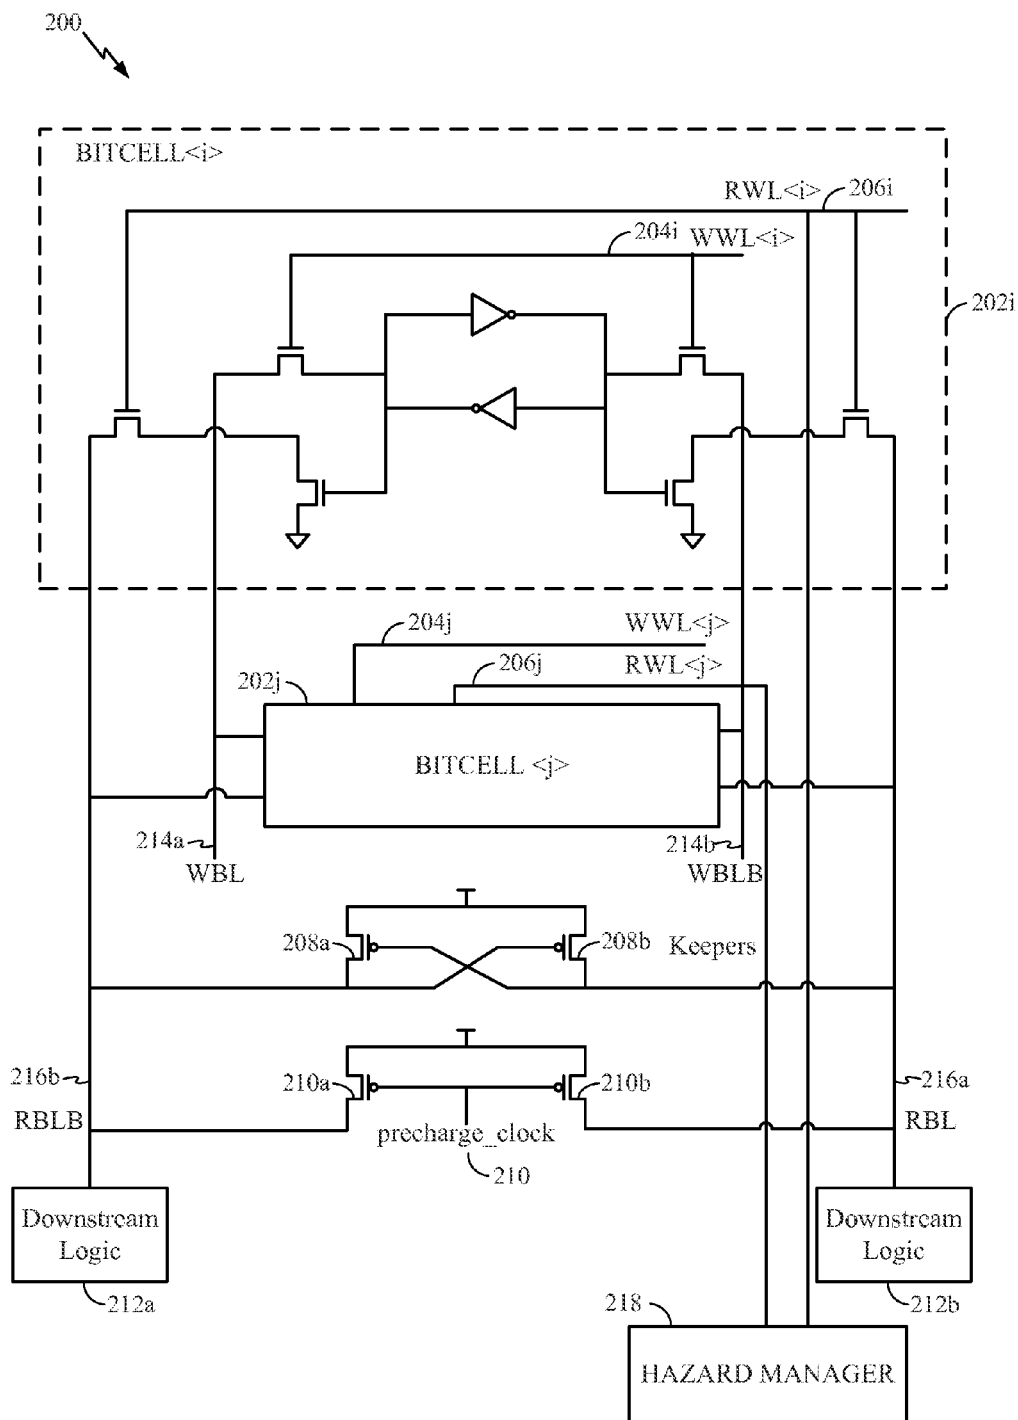 200
BITCELL<i>
RWL<i>
206i
204i
WWL<i>
202i
204j
WWL<j>
206j
RWL<j>
202j
BITCELL <j>
214a
214b
WBL
WBLB
208a
208b
Keepers
216b
210a
210b
216a
RBLB
precharge_clock
RBL
210
Downstream
Logic
Downstream
Logic
212a
212b
218
HAZARD MANAGER